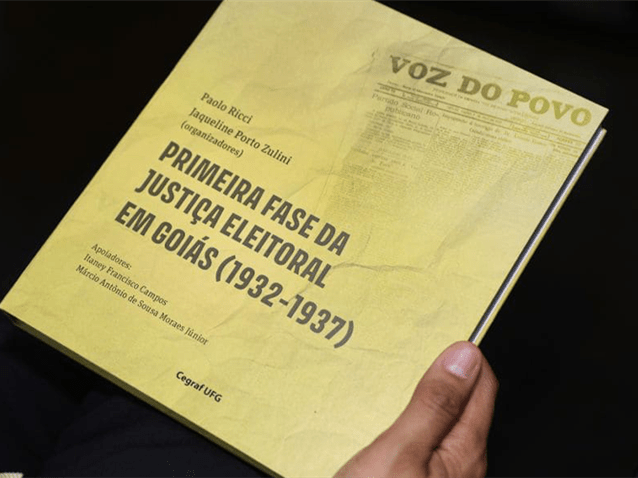 VOZ DO POVO
Paolo Ricci
Jaqueline Porto Zulini
(organizadores)
PRIMEIRA FASE DA
JUSTIÇA ELEITORAL
EM GOIÁS (1932-1937)
Apoiadores:
Itaney Francisco Campos
Márcio Antônio de Sousa Moraes Júnior
Cegraf UFG